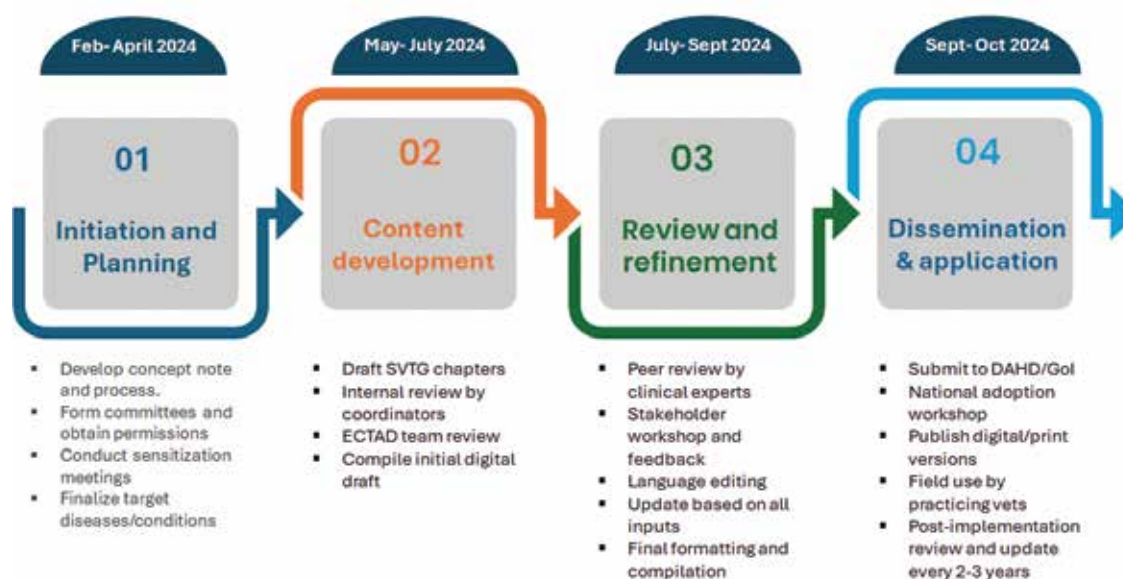 Feb-April 2024
May-July 2024
July-Sept 2024
Sept-Oct 2024
01
Initiation and
Planning
02
Content
development
03
Review and
refinement
04
Dissemination
& application
▪ Develop concept note
and process.
▪ Form committees and
obtain permissions
▪ Conduct sensitization
meetings
▪ Finalize target
diseases/conditions
▪ Draft SVTG chapters
▪ Internal review by
coordinators
▪ ECTAD team review
▪ Compile initial digital
draft
▪ Peer review by
clinical experts
▪ Stakeholder
workshop and
feedback
▪ Language editing
▪ Update based on all
inputs
▪ Final formatting and
compilation
▪ Submit to DAHD/GoI
▪ National adoption
workshop
▪ Publish digital/print
versions
▪ Field use by
practicing vets
▪ Post-implementation
review and update
every 2-3 years